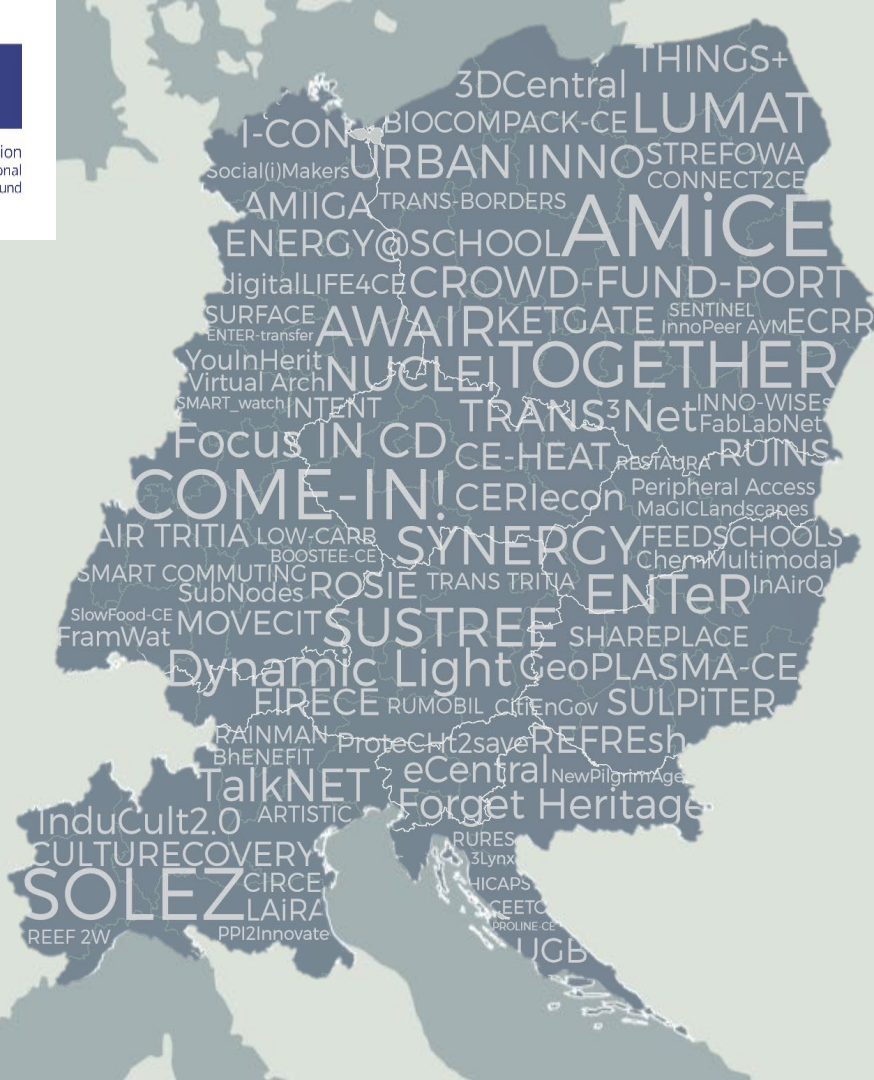 ion
onal
und
THINGS+
3DCentral
I-CON BIOCOMPACK-CE LUMAT
Social(i)Makers URBAN INNO STREFOWA
CONNECT2CE
AMIIGA TRANS-BORDERS AMiCE
ENERGY@SCHOOL
digitalLIFE4CE CROWD-FUND-PORT
SURFACE AWAIR KETGATE SENTINEL
ENTER-transfer InnoPeer AVM ECRR
YouInHerit NUCLEI TOGETHER
Virtual Arch
SMART_watch INTENT TRANS³Net INNO-WISEs
FabLabNet
Focus IN CD CE-HEAT RESTAURA RUINS
COME-IN! CERIecon Peripheral Access
MaGICLandscapes
AIR TRITIA LOW-CARB SYNERGY FEEDSCHOOLS
BOOSTEE-CE ChemMultimodal
SMART COMMUTING ROSIE TRANS TRITIA ENTeR InAirQ
SubNodes
SlowFood-CE MOVECIT SUSTREE SHAREPLACE
FramWat
Dynamic Light GeoPLASMA-CE
FIRECE RUMOBIL CitiEnGov SULPiTER
RAINMAN ProteCHt2save REFREsh
BhENEFIT
TalkNET eCentral NewPilgrimAge
InduCult2.0 ARTISTIC Forget Heritage
CULTURECOVERY RURES
3Lynx
SOLEZ CIRCE HICAPS
LAiRA CEETO
REEF 2W PPI2Innovate PROLINE-CE
UGB